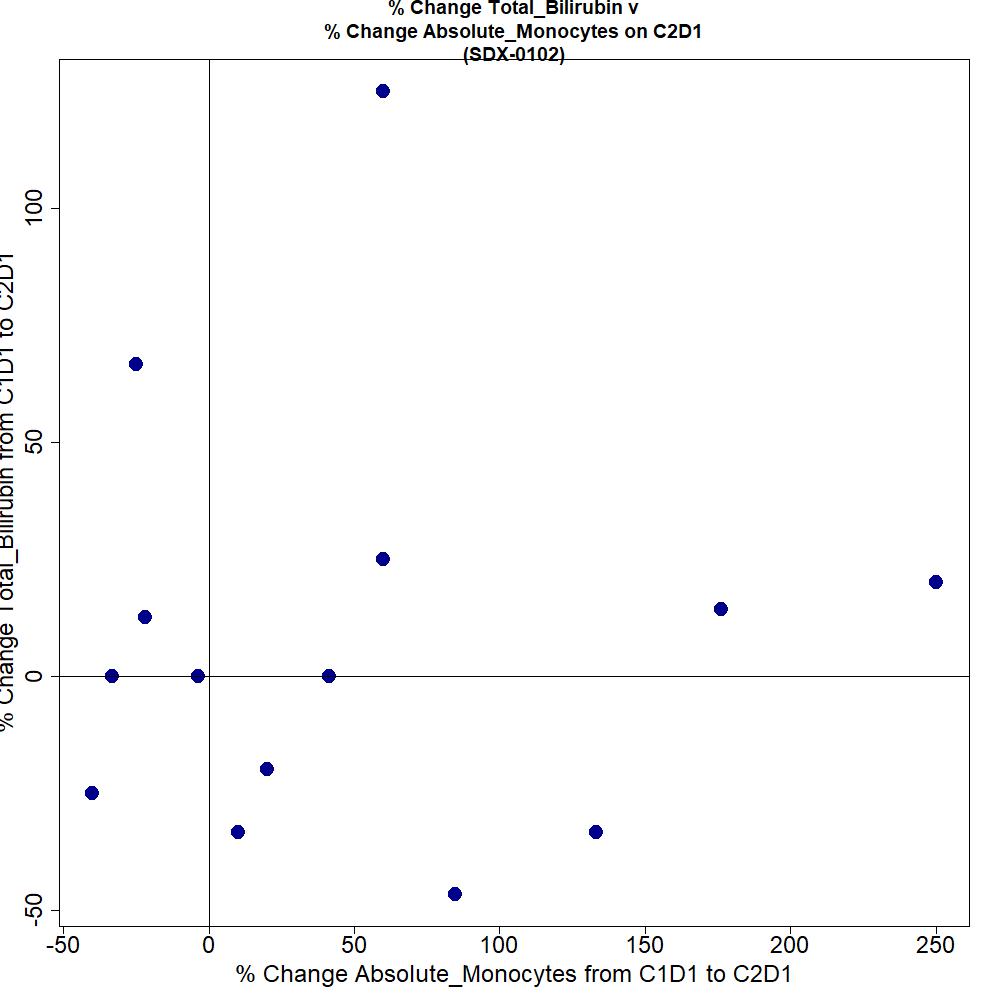 % Change Total_Bilirubin v
% Change Absolute_Monocytes on C2D1
(SDX-0102)
% Change Total_Bilirubin from C1D1 to C2D1
100
50
0
-50
-50 0 50 100 150 200 250
% Change Absolute_Monocytes from C1D1 to C2D1